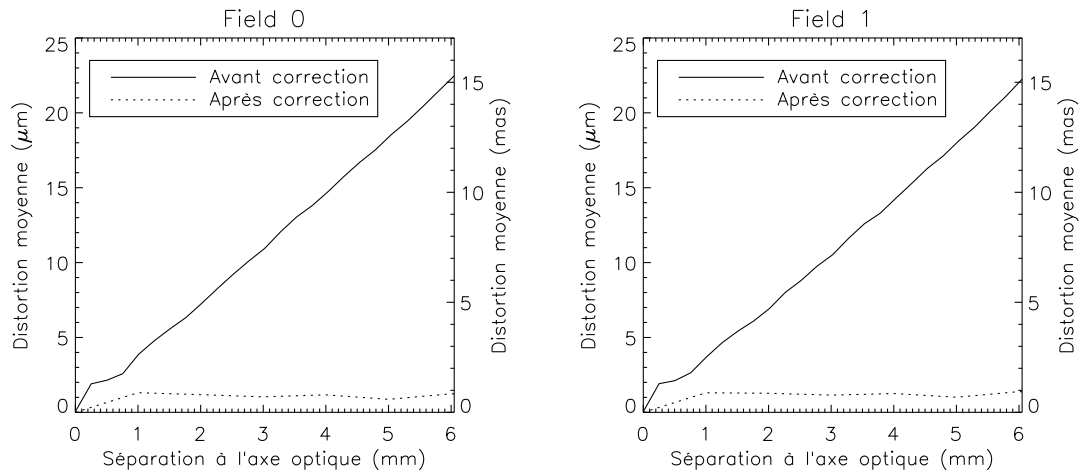 Field 0
25
20
15
10
5
0
Distortion moyenne (μm)
Avant correction
Après correction
15
10
5
0
Distortion moyenne (mas)
0 1 2 3 4 5 6
Séparation à l'axe optique (mm)
Field 1
25
20
15
10
5
0
Distortion moyenne (μm)
Avant correction
Après correction
15
10
5
0
Distortion moyenne (mas)
0 1 2 3 4 5 6
Séparation à l'axe optique (mm)